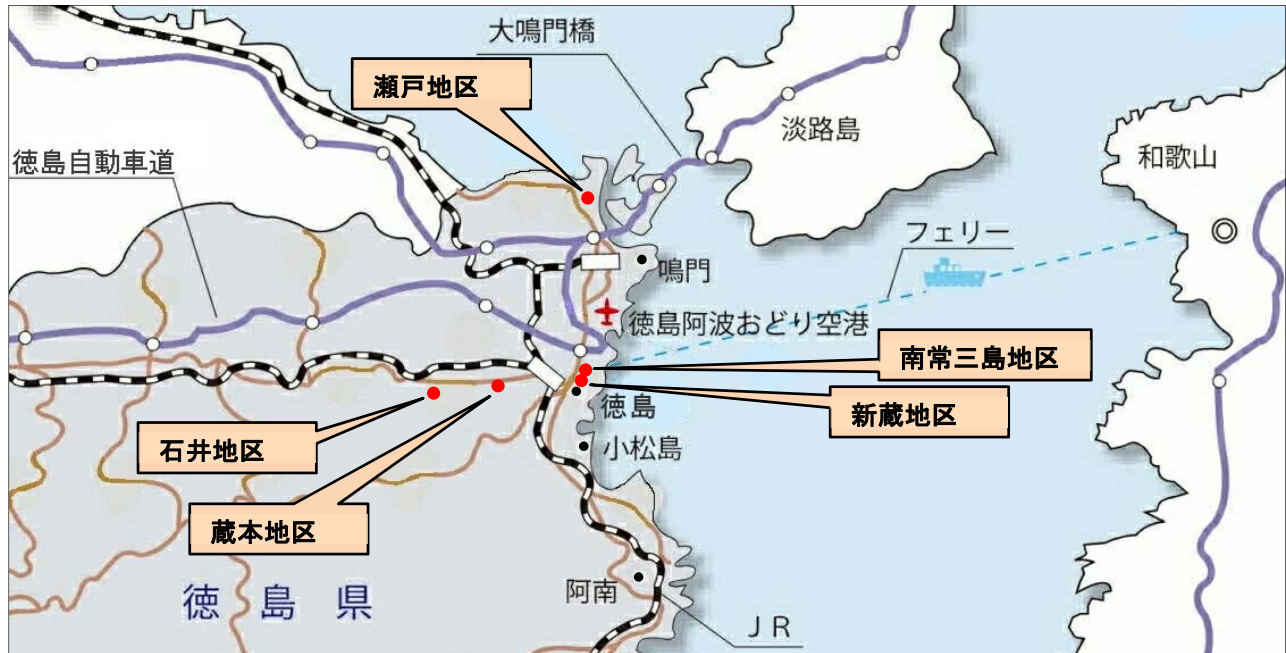 大鳴門橋
瀬戸地区
淡路島
和歌山
徳島自動車道
フェリー
鳴門
徳島阿波おどり空港
南常三島地区
徳島
新蔵地区
石井地区
小松島
蔵本地区
徳島県
阿南
JR